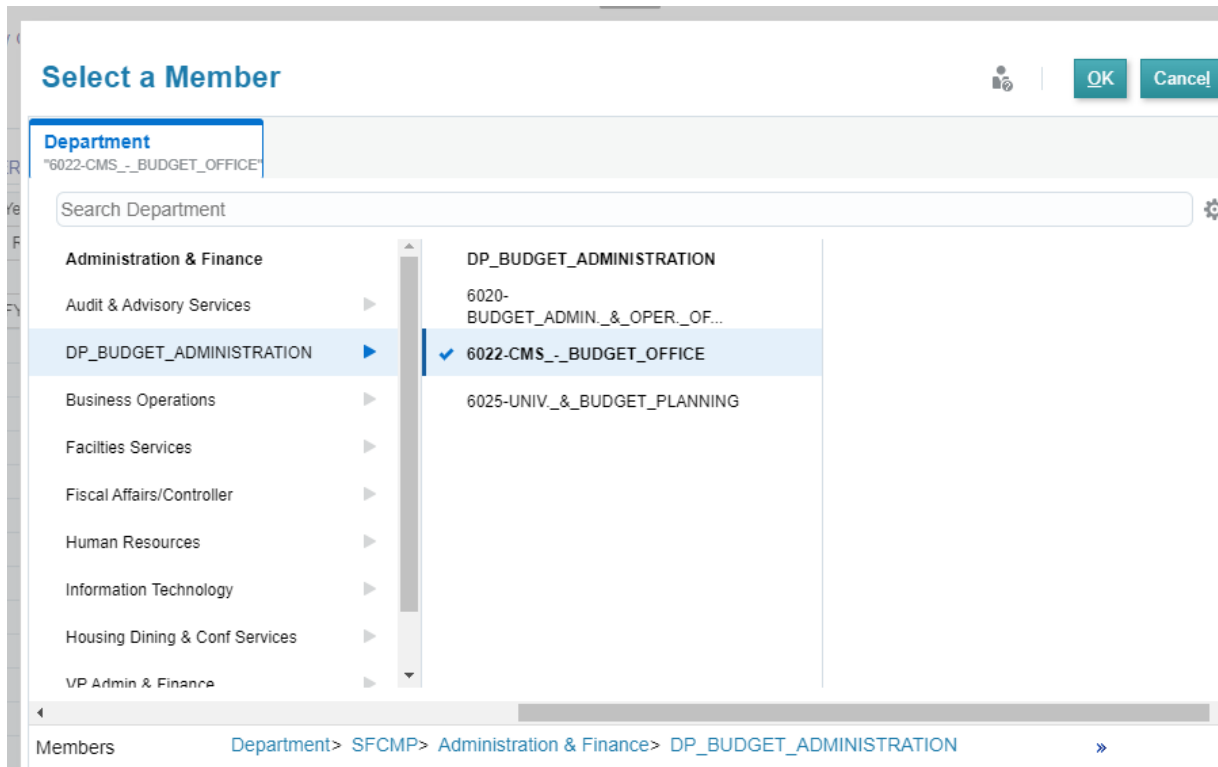 Select a Member
OK
Cancel
Department
"6022-CMS_-_BUDGET_OFFICE"
Search Department
Administration & Finance
Audit & Advisory Services
DP_BUDGET_ADMINISTRATION
Business Operations
Facilties Services
Fiscal Affairs/Controller
Human Resources
Information Technology
Housing Dining & Conf Services
VP Admin & Finance
DP_BUDGET_ADMINISTRATION
6020-
BUDGET_ADMIN._&_OPER._OF...
6022-CMS_-_BUDGET_OFFICE
6025-UNIV._&_BUDGET_PLANNING
Members
Department> SFCMP> Administration & Finance> DP_BUDGET_ADMINISTRATION
»